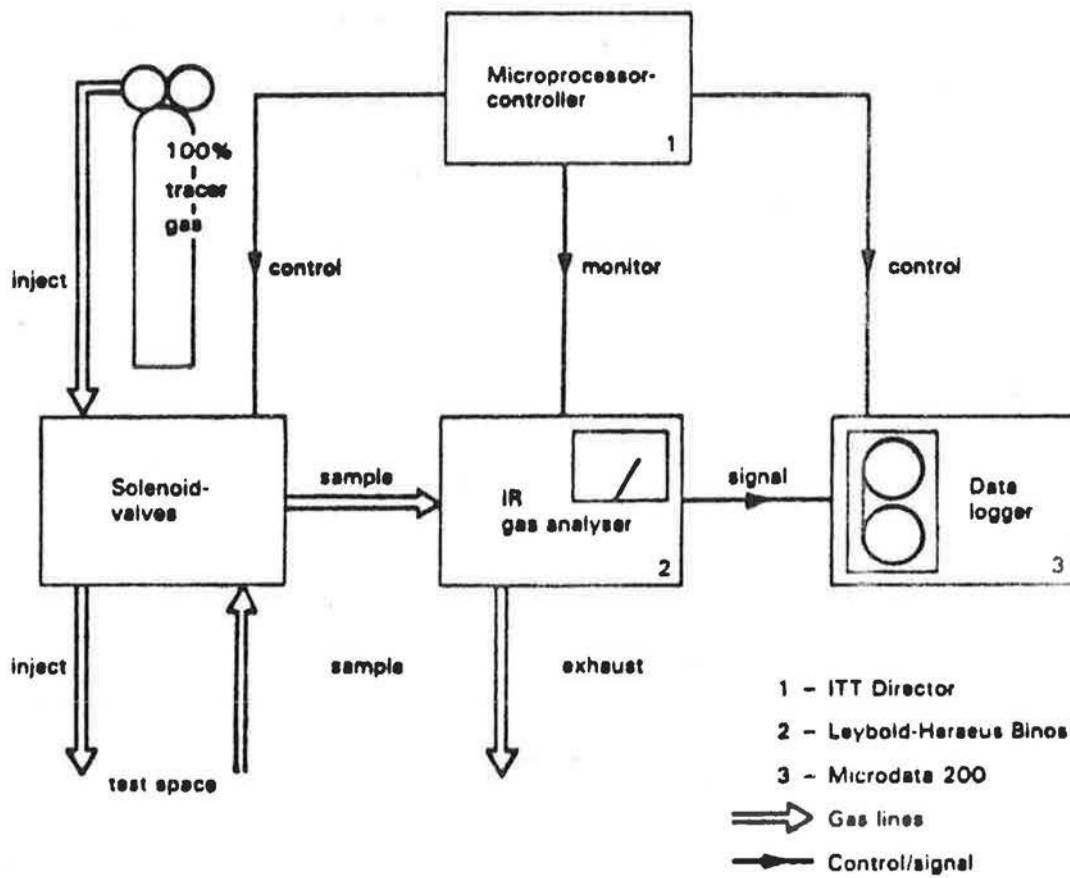 Microprocessor-
controller
1
100%
tracer
gas
inject
control
monitor
control
Solenoid-
valves
sample
IR
gas analyser
2
signal
Data
logger
3
inject
sample
exhaust
test space
1 - ITT Director
2 - Leybold-Heraeus Binos
3 - Microdata 200
Gas lines
Control/signal